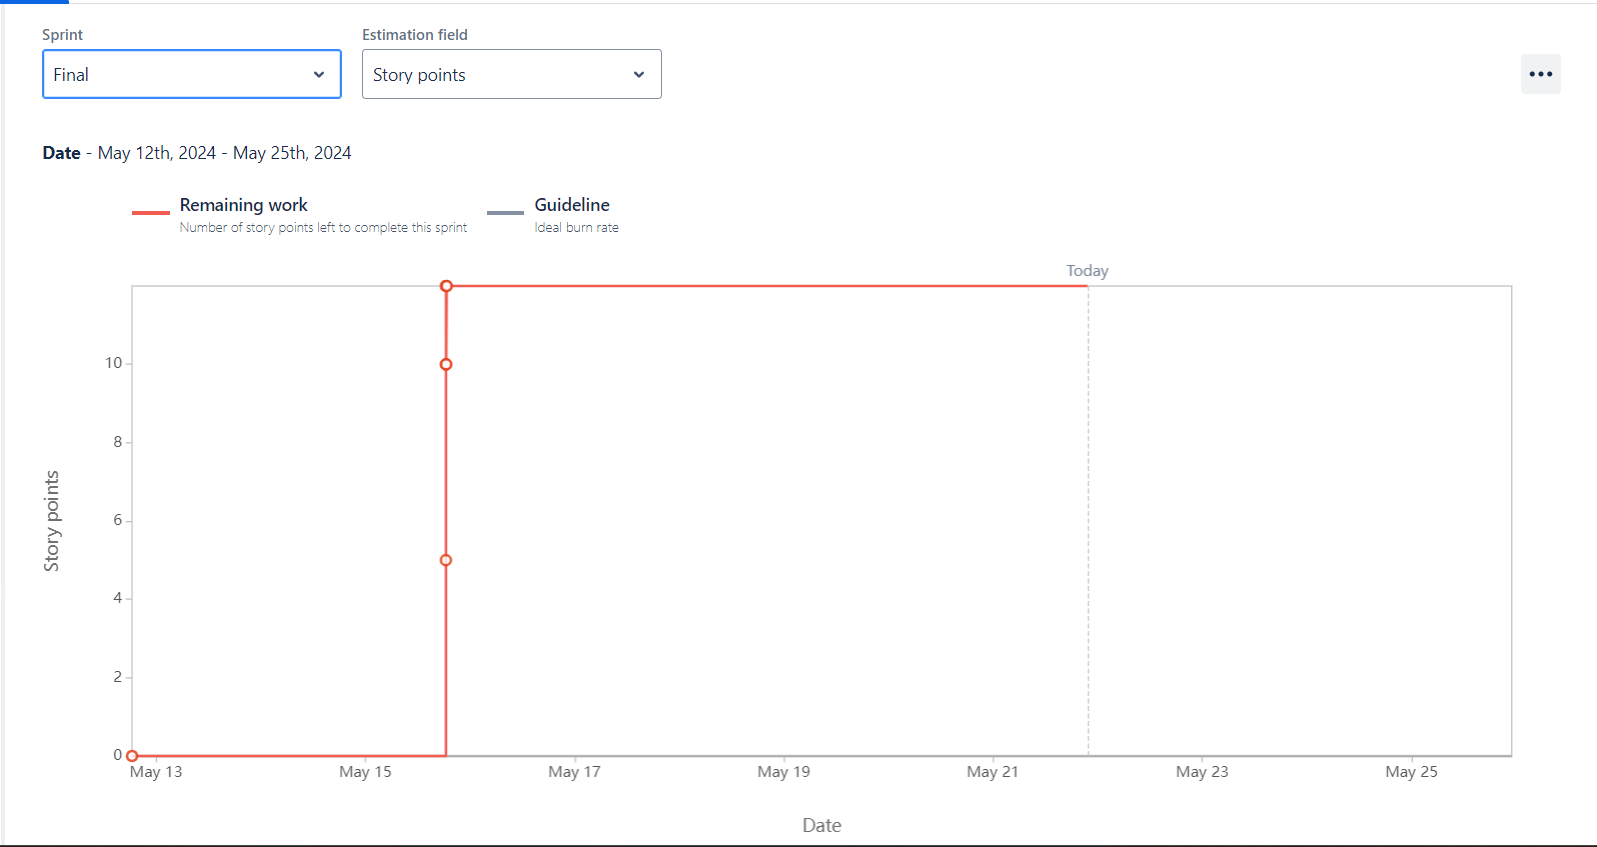 Sprint
Estimation field
Final
Story points
Date - May 12th, 2024 - May 25th, 2024
Remaining work
Number of story points left to complete this sprint
Guideline
Ideal burn rate
Today
10
8
6
4
2
0
Story points
May 13
May 15
May 17
May 19
May 21
May 23
May 25
Date